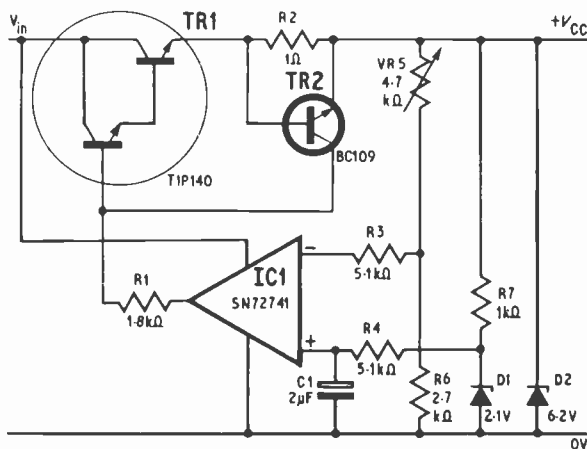 Vin
TR1
R2
1Ω
+VCC
TR2
VR5
4·7
kΩ
BC109
TIP140
R3
5·1kΩ
R1
1·8kΩ
IC1
SN72741
−
+
R4
5·1kΩ
R7
1kΩ
C1
2µF
R6
2·7
kΩ
D1
2·1V
D2
6·2V
0V